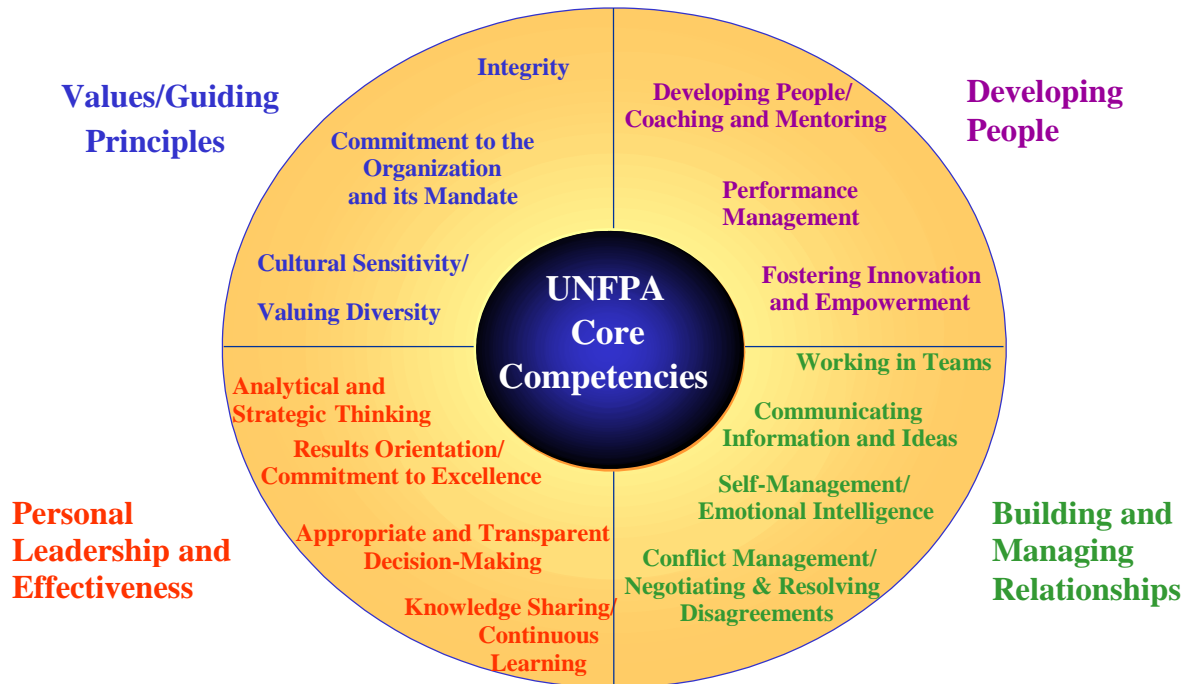 Values/Guiding
Principles
Integrity
Commitment to the
Organization
and its Mandate
Cultural Sensitivity/
Valuing Diversity
Developing
People
Developing People/
Coaching and Mentoring
Performance
Management
Fostering Innovation
and Empowerment
UNFPA
Core
Competencies
Personal
Leadership and
Effectiveness
Analytical and
Strategic Thinking
Results Orientation/
Commitment to Excellence
Appropriate and Transparent
Decision-Making
Knowledge Sharing/
Continuous
Learning
Building and
Managing
Relationships
Working in Teams
Communicating
Information and Ideas
Self-Management/
Emotional Intelligence
Conflict Management/
Negotiating & Resolving
Disagreements